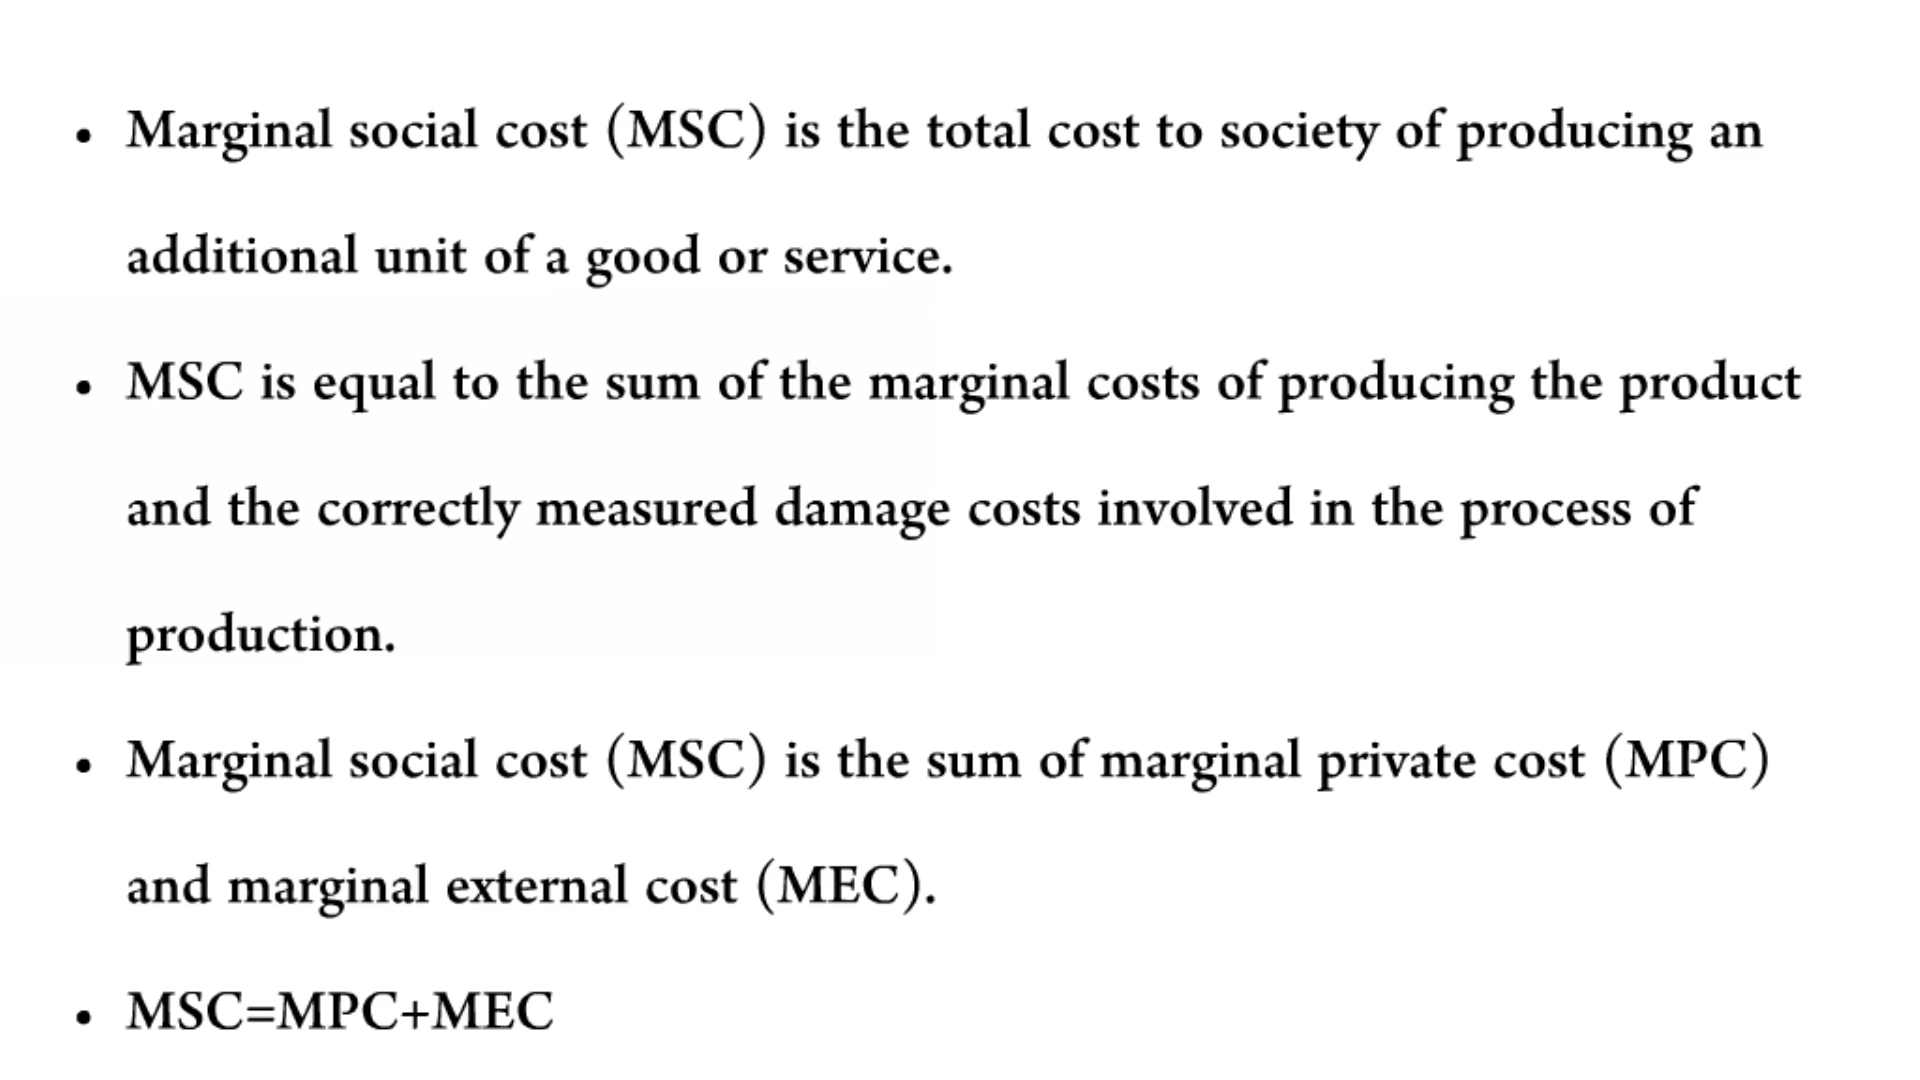 • Marginal social cost (MSC) is the total cost to society of producing an
additional unit of a good or service.
• MSC is equal to the sum of the marginal costs of producing the product
and the correctly measured damage costs involved in the process of
production.
• Marginal social cost (MSC) is the sum of marginal private cost (MPC)
and marginal external cost (MEC).
• MSC=MPC+MEC